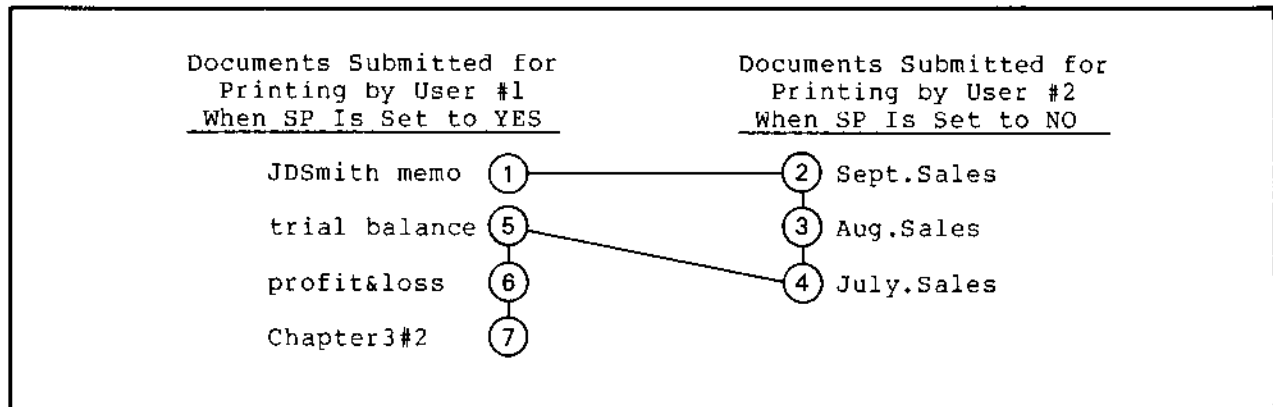 Documents Submitted for
Printing by User #1
When SP Is Set to YES
Documents Submitted for
Printing by User #2
When SP Is Set to NO
JDSmith memo 1 2 Sept.Sales
trial balance 5 3 Aug.Sales
profit&loss 6 4 July.Sales
Chapter3#2 7